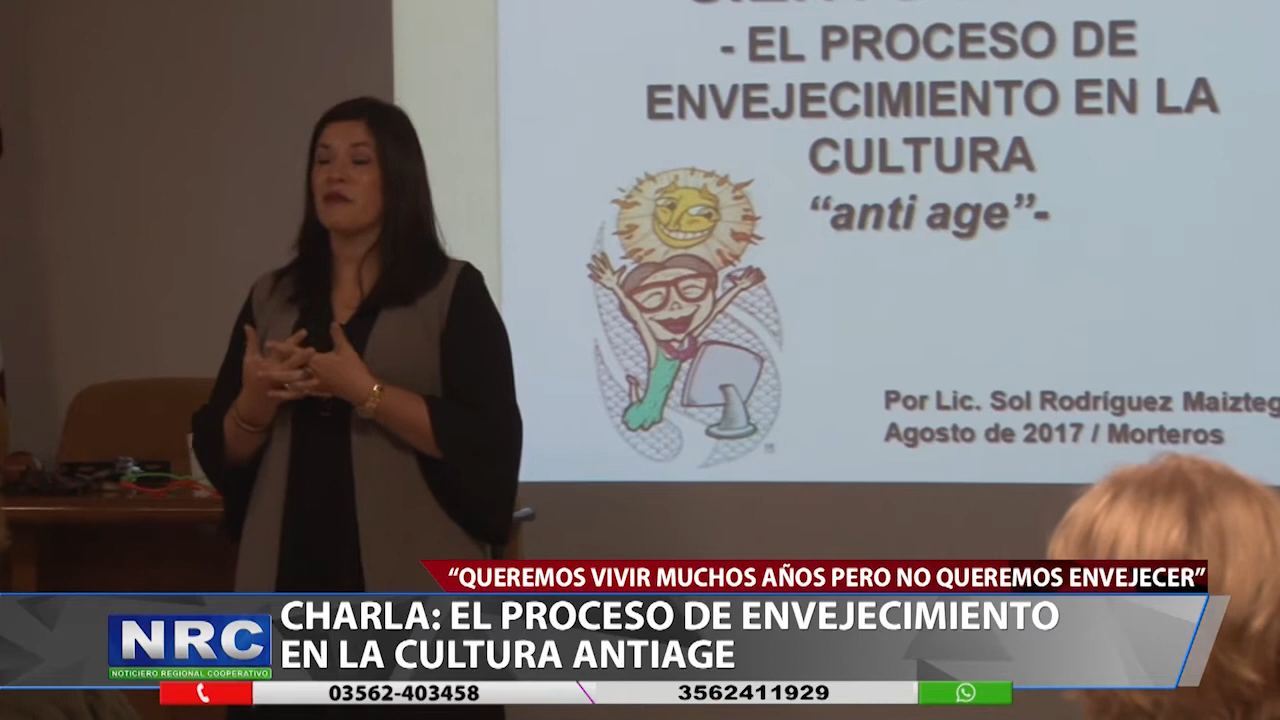 - EL PROCESO DE
ENVEJECIMIENTO EN LA
CULTURA
“anti age”-
Por Lic. Sol Rodríguez
Agosto de 2017 / Morteros
“QUEREMOS VIVIR MUCHOS AÑOS PERO NO QUEREMOS ENVEJECER”
NRC
NOTICIERO REGIONAL COOPERATIVO
CHARLA: EL PROCESO DE ENVEJECIMIENTO
EN LA CULTURA ANTIAGE
03562-403458
3562411929